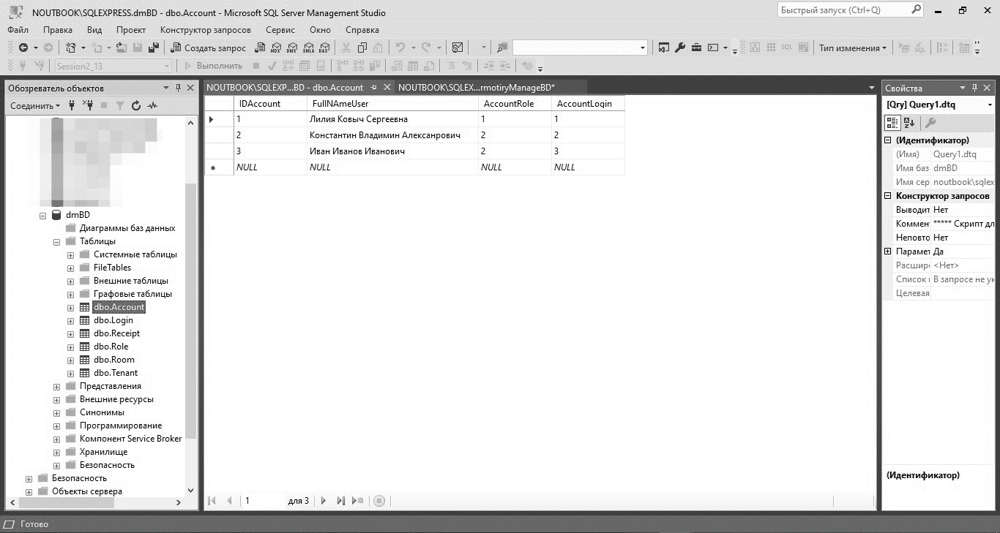 NOUTBOOK\SQLEXPRESS.dmBD - dbo.Account - Microsoft SQL Server Management Studio
Быстрый запуск (Ctrl+Q)
Файл Правка Вид Проект Конструктор запросов Сервис Окно Справка
Создать запрос MDX DMX XMLA DAX SQL Тип изменения SQL
Session2_13 Выполнить
Обозреватель объектов
NOUTBOOK\SQLEXP...BD - dbo.Account
NOUTBOOK\SQLEX...rmotiryManageBD*
Соединить
dmBD
Диаграммы баз данных
Таблицы
Системные таблицы
FileTables
Внешние таблицы
Графовые таблицы
dbo.Account
dbo.Login
dbo.Receipt
dbo.Role
dbo.Room
dbo.Tenant
Представления
Внешние ресурсы
Синонимы
Программирование
Компонент Service Broker
Хранилище
Безопасность
Безопасность
Объекты сервера
IDAccount FullNAmeUser AccountRole AccountLogin
1 Лилия Ковыч Сергеевна 1 1
2 Константин Владимин Алексанрович 2 2
3 Иван Иванов Иванович 2 3
NULL NULL NULL NULL
1 для 3
Свойства
[Qry] Query1.dtq
(Идентификатор)
(Имя) Query1.dtq
Имя баз dmBD
Имя сер noutbook\sqlex
Конструктор запросов
Выводит Нет
Коммен ***** Скрипт дл
Неповто Нет
Парамет Да
Расшире <Нет>
Список В запросе не ук
Целевая
(Идентификатор)
Готово